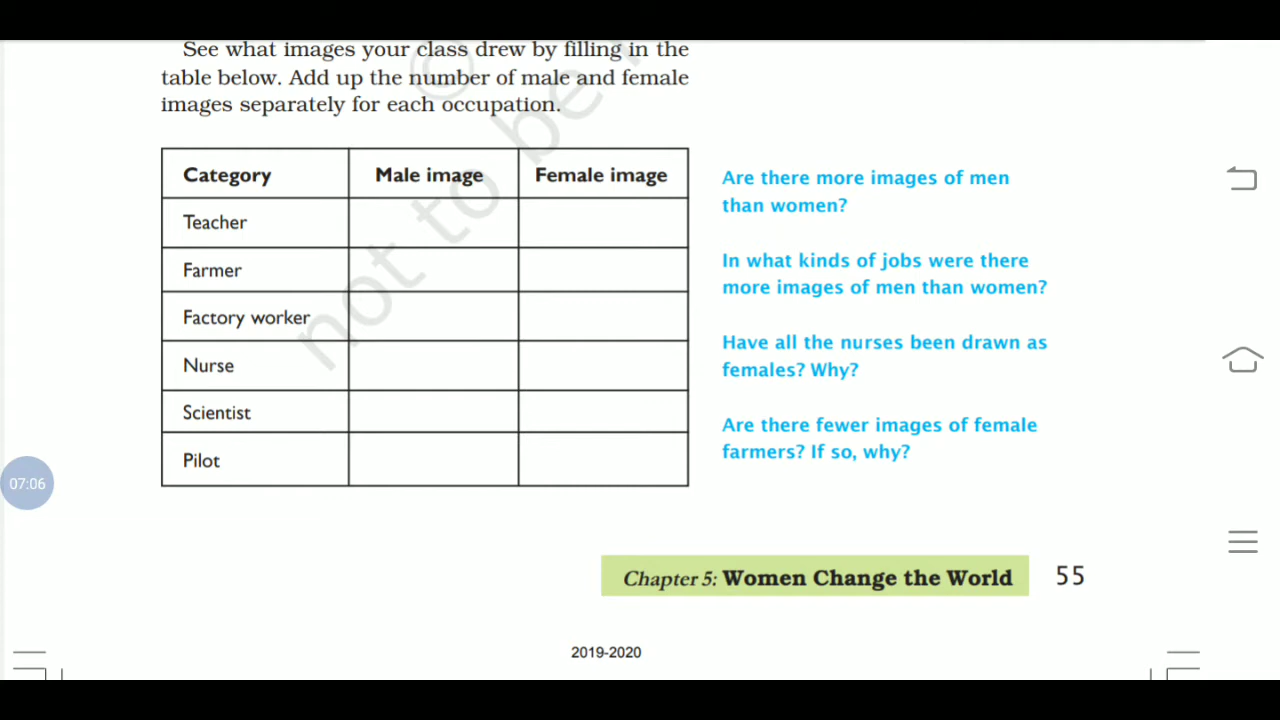 See what images your class drew by filling in the
table below. Add up the number of male and female
images separately for each occupation.
Category Male image Female image
Teacher
Farmer
Factory worker
Nurse
Scientist
Pilot
Are there more images of men
than women?
In what kinds of jobs were there
more images of men than women?
Have all the nurses been drawn as
females? Why?
Are there fewer images of female
farmers? If so, why?
© not to be r
07:06
Chapter 5: Women Change the World 55
2019-2020